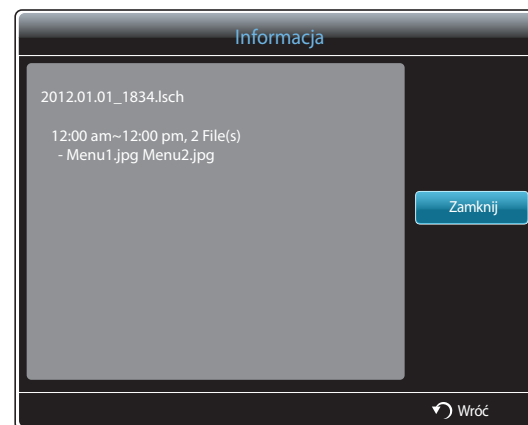 Informacja
2012.01.01_1834.lsch
12:00 am~12:00 pm, 2 File(s)
- Menu1.jpg Menu2.jpg
Zamknij
Wróć